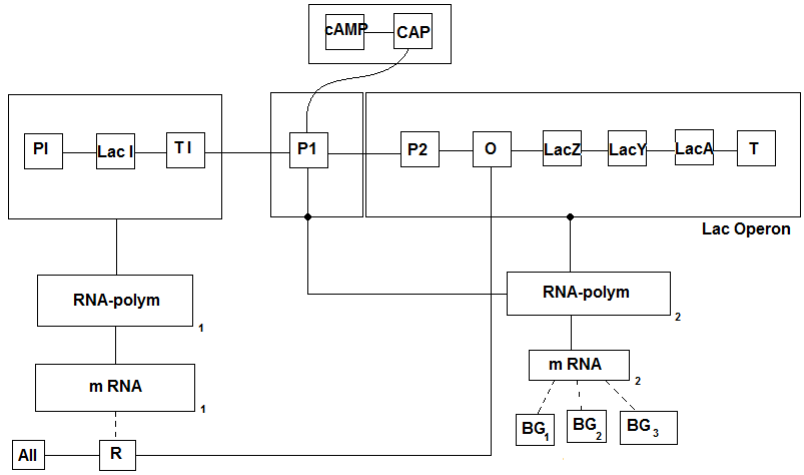 cAMP CAP
PI Lac I T I P1 P2 O LacZ LacY LacA T
Lac Operon
RNA-polym 1
RNA-polym 2
m RNA 1
m RNA 2
BG1 BG2 BG3
All R